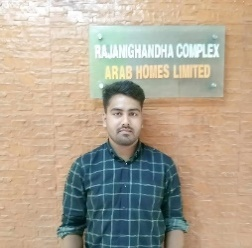 RAJANIGHANDHA COMPLEX
ARAB HOMES LIMITED